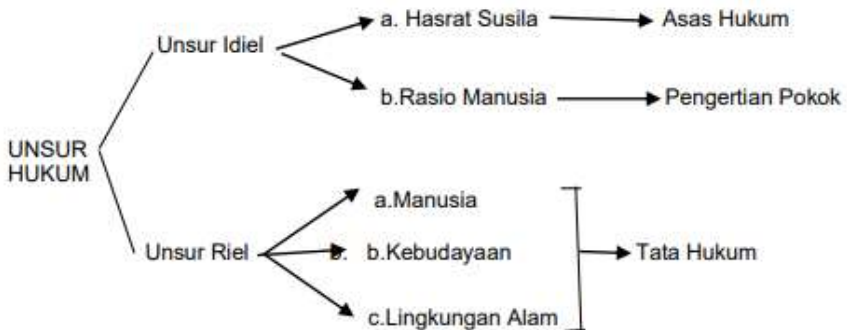 a. Hasrat Susila Asas Hukum
Unsur Idiel
b.Rasio Manusia Pengertian Pokok
UNSUR
HUKUM
a.Manusia
Unsur Riel b. b.Kebudayaan Tata Hukum
c.Lingkungan Alam